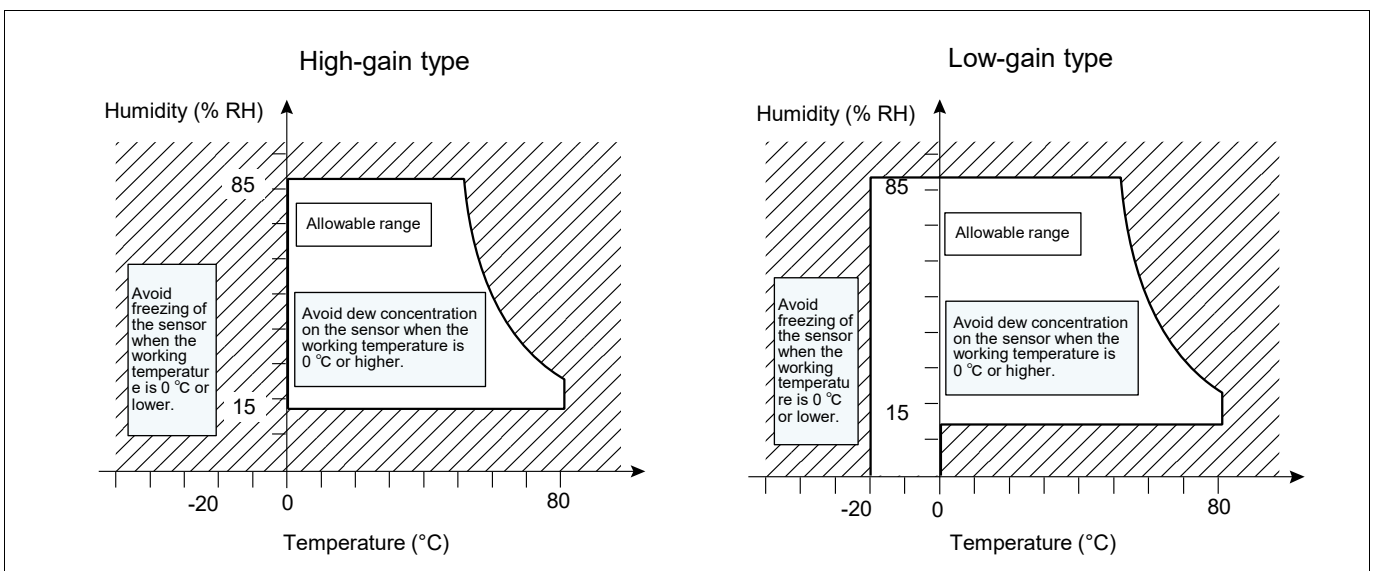 High-gain type
Humidity (% RH)
85
Allowable range
Avoid
freezing of
the sensor
when the
working
temperatur
e is 0 °C or
lower.
Avoid dew concentration
on the sensor when the
working temperature is
0 °C or higher.
15
-20
0
80
Temperature (°C)
Low-gain type
Humidity (% RH)
85
Allowable range
Avoid
freezing of
the sensor
when the
working
temperatu
re is 0 °C
or lower.
Avoid dew concentration
on the sensor when the
working temperature is
0 °C or higher.
15
-20
0
80
Temperature (°C)